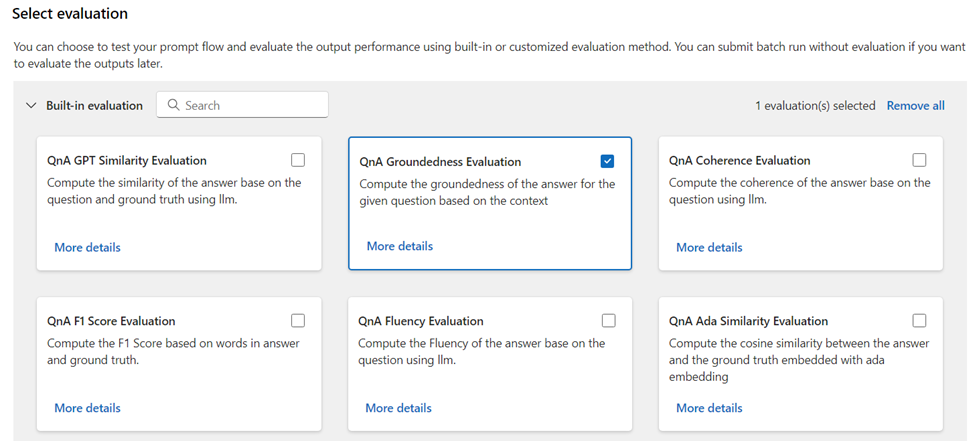 Select evaluation
You can choose to test your prompt flow and evaluate the output performance using built-in or customized evaluation method. You can submit batch run without evaluation if you want
to evaluate the outputs later.
Built-in evaluation
Search
1 evaluation(s) selected
Remove all
QnA GPT Similarity Evaluation
Compute the similarity of the answer base on the
question and ground truth using llm.
More details
QnA Groundedness Evaluation
Compute the groundedness of the answer for the
given question based on the context
More details
QnA Coherence Evaluation
Compute the coherence of the answer base on the
question using llm.
More details
QnA F1 Score Evaluation
Compute the F1 Score based on words in answer
and ground truth.
More details
QnA Fluency Evaluation
Compute the Fluency of the answer base on the
question using llm.
More details
QnA Ada Similarity Evaluation
Compute the cosine similarity between the answer
and the ground truth embedded with ada
embedding
More details